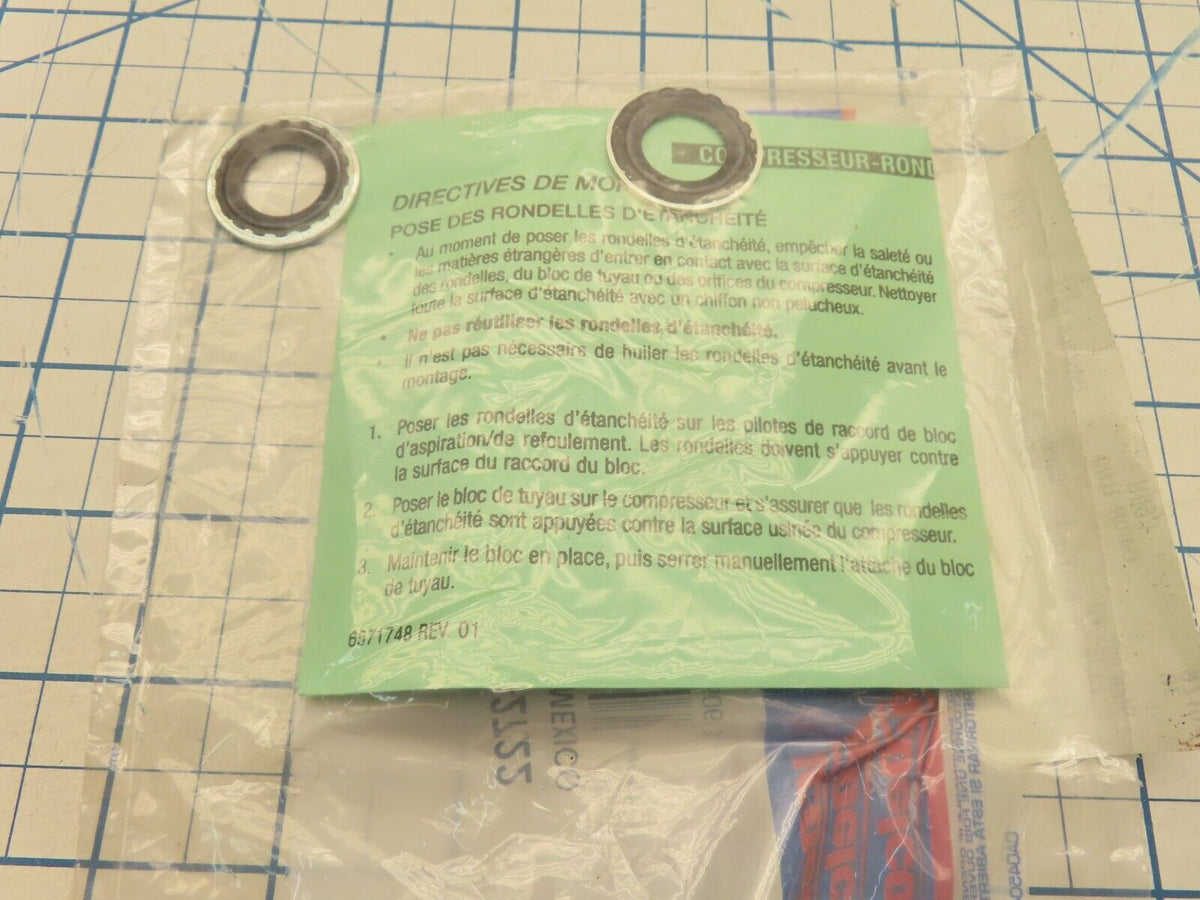 PRESSEUR-ROND
DIRECTIVES DE MO
POSE DES RONDELLES D'ETANCHÉITÉ
• Au moment de poser les rondelles d'étanchéité, empêcher la saleté ou
les matières étrangères d'entrer en contact avec la surface d'étanchéité
des rondelles, du bloc de tuyau ou des orifices du compresseur. Nettoyer
toute la surface d'étanchéité avec un chiffon non pelucheux.
• Ne pas réutiliser les rondelles d'étanchéité.
• Il n'est pas nécessaire de huiler les rondelles d'étanchéité avant le
montage.
1. Poser les rondelles d'étanchéité sur les pilotes de raccord de bloc
d'aspiration/de refoulement. Les rondelles doivent s'appuyer contre
la surface du raccord du bloc.
2. Poser le bloc de tuyau sur le compresseur et s'assurer que les rondelles
d'étanchéité sont appuyées contre la surface usinée du compresseur.
3. Maintenir le bloc en place, puis serrer manuellement l'attache du bloc
de tuyau.
6671748 REV. 01
MEXICO
2722